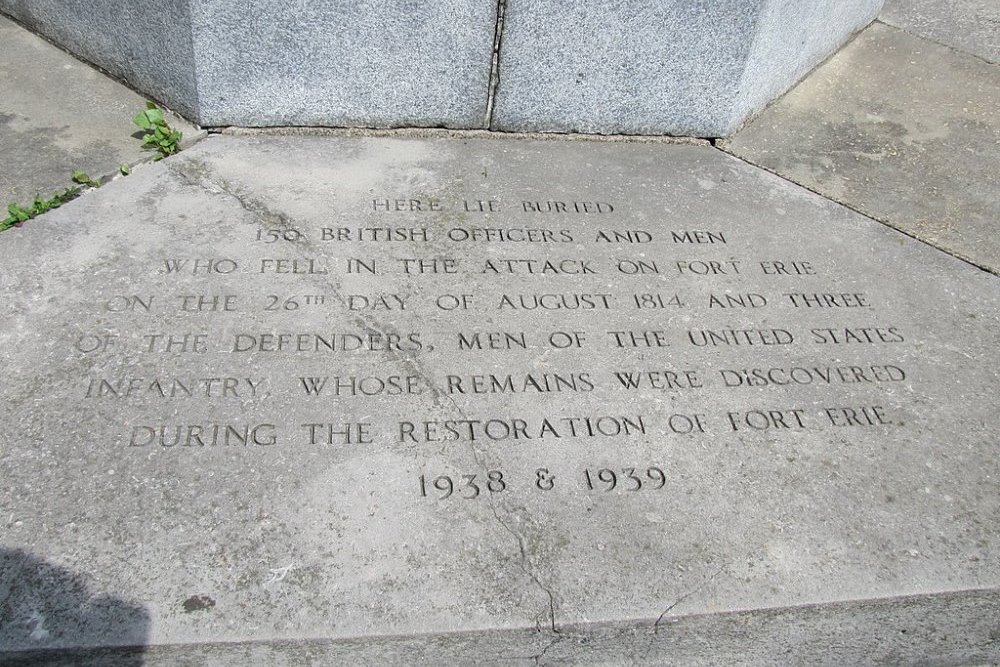 HERE LIE BURIED
150 BRITISH OFFICERS AND MEN
WHO FELL IN THE ATTACK ON FORT ERIE
ON THE 26TH DAY OF AUGUST 1814 AND THREE
OF THE DEFENDERS, MEN OF THE UNITED STATES
INFANTRY, WHOSE REMAINS WERE DISCOVERED
DURING THE RESTORATION OF FORT ERIE.
1938 & 1939